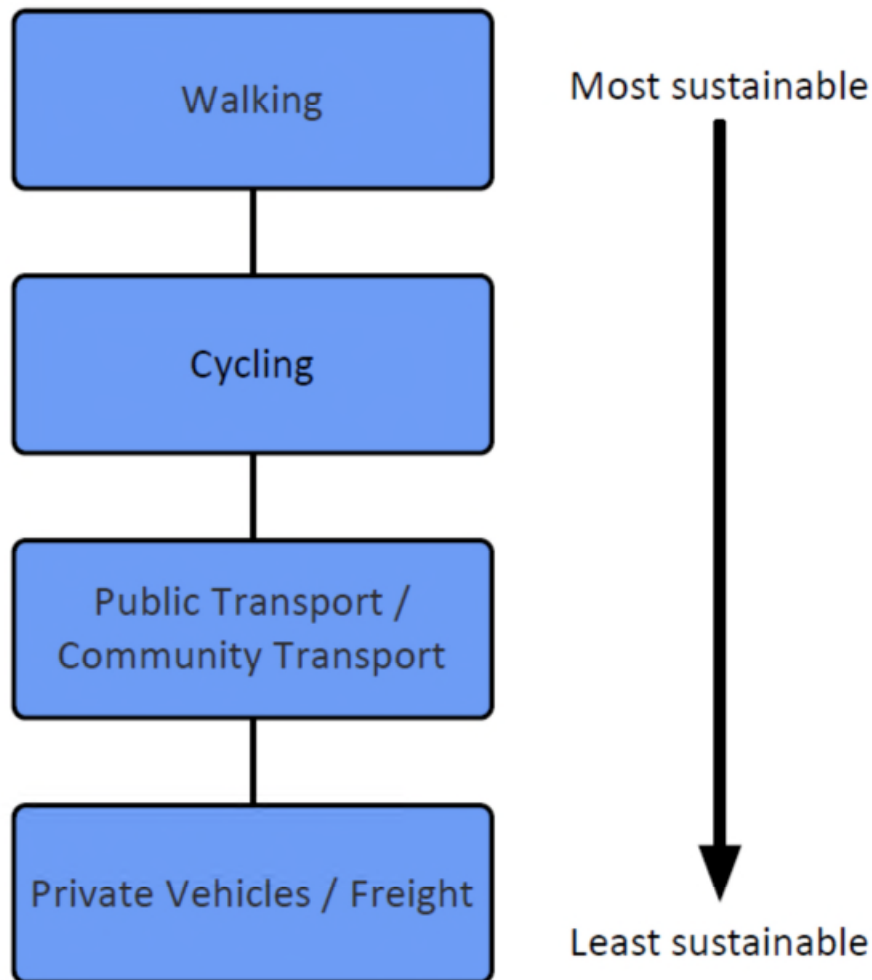 Walking
Most sustainable
Cycling
Public Transport /
Community Transport
Private Vehicles / Freight
Least sustainable